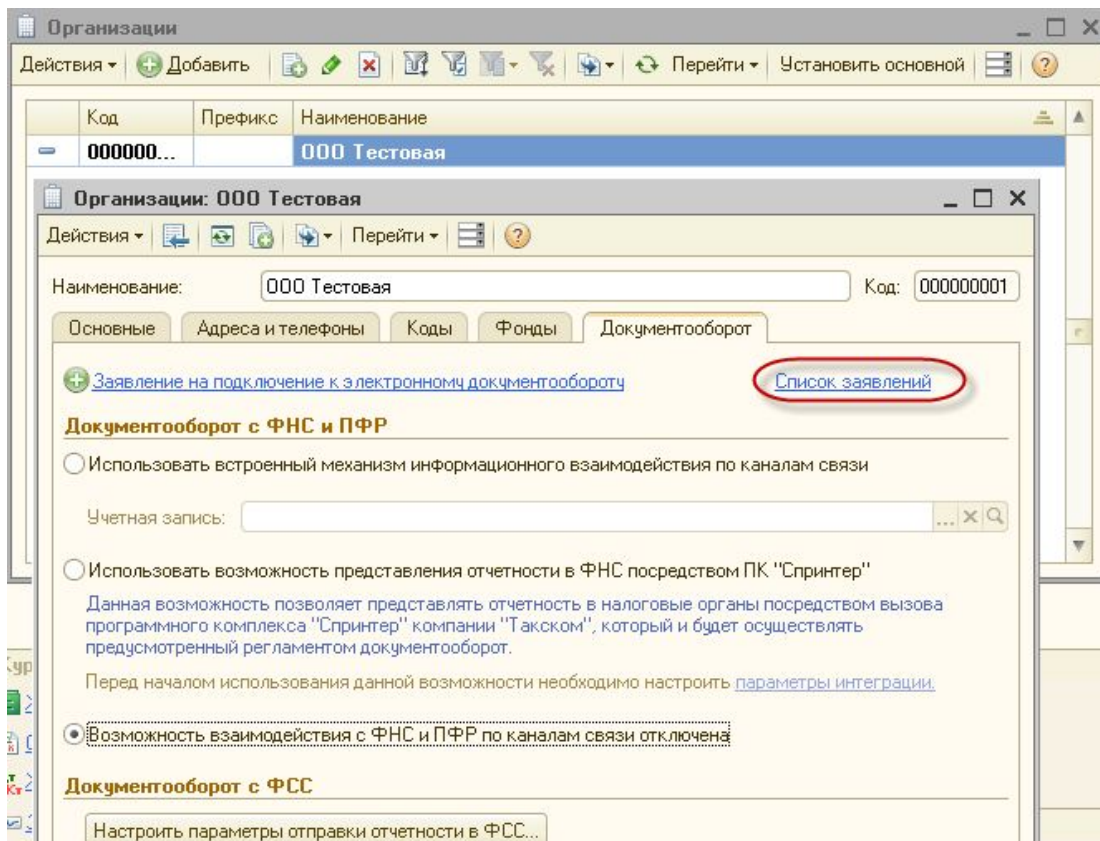 Организации
Действия Добавить Перейти Установить основной
Код Префикс Наименование
000000... ООО Тестовая
Организации: ООО Тестовая
Действия Перейти
Наименование: ООО Тестовая Код: 000000001
Основные Адреса и телефоны Коды Фонды Документооборот
Заявление на подключение к электронному документообороту Список заявлений
Документооборот с ФНС и ПФР
Использовать встроенный механизм информационного взаимодействия по каналам связи
Учетная запись: ...
Использовать возможность представления отчетности в ФНС посредством ПК "Спринтер"
Данная возможность позволяет представлять отчетность в налоговые органы посредством вызова
программного комплекса "Спринтер" компании "Такском", который и будет осуществлять
предусмотренный регламентом документооборот.
Перед началом использования данной возможности необходимо настроить параметры интеграции.
Возможность взаимодействия с ФНС и ПФР по каналам связи отключена
Документооборот с ФСС
Настроить параметры отправки отчетности в ФСС...